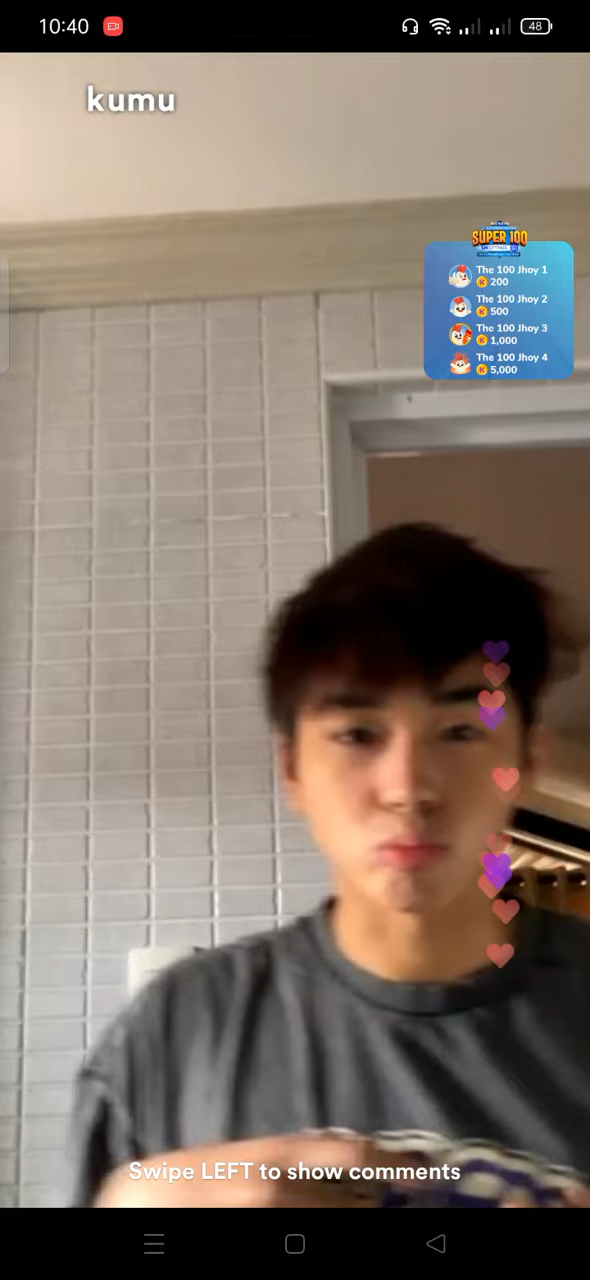 10:40
48
kumu
SUPER 100
The 100 Jhoy 1
200
The 100 Jhoy 2
500
The 100 Jhoy 3
1,000
The 100 Jhoy 4
5,000
Swipe LEFT to show comments